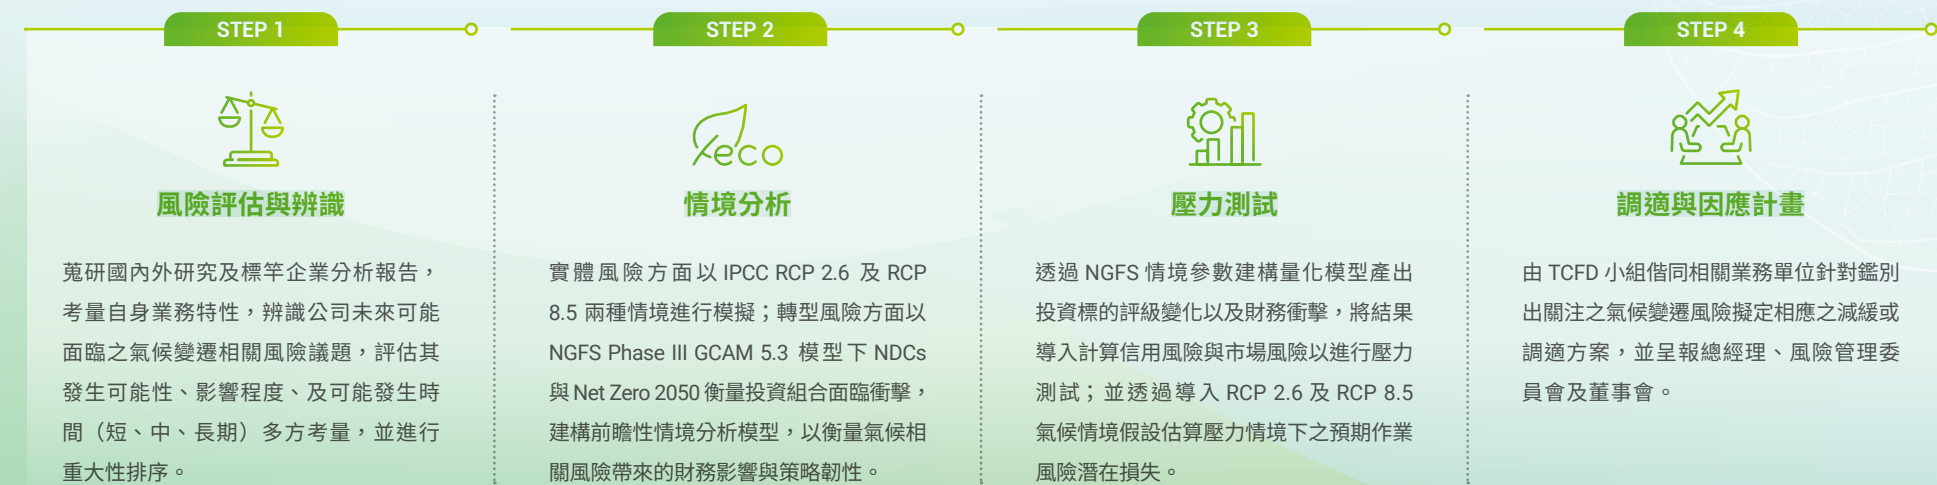 STEP 1
風險評估與辨識
蒐研國內外研究及標竿企業分析報告，
考量自身業務特性，辨識公司未來可能
面臨之氣候變遷相關風險議題，評估其
發生可能性、影響程度、及可能發生時
間（短、中、長期）多方考量，並進行
重大性排序。
STEP 2
eco
情境分析
實體風險方面以 IPCC RCP 2.6 及 RCP
8.5 兩種情境進行模擬；轉型風險方面以
NGFS Phase III GCAM 5.3 模型下 NDCs
與 Net Zero 2050 衡量投資組合面臨衝擊，
建構前瞻性情境分析模型，以衡量氣候相
關風險帶來的財務影響與策略韌性。
STEP 3
壓力測試
透過 NGFS 情境參數建構量化模型產出
投資標的評級變化以及財務衝擊，將結果
導入計算信用風險與市場風險以進行壓力
測試；並透過導入 RCP 2.6 及 RCP 8.5
氣候情境假設估算壓力情境下之預期作業
風險潛在損失。
STEP 4
調適與因應計畫
由 TCFD 小組偕同相關業務單位針對鑑別
出關注之氣候變遷風險擬定相應之減緩或
調適方案，並呈報總經理、風險管理委
員會及董事會。